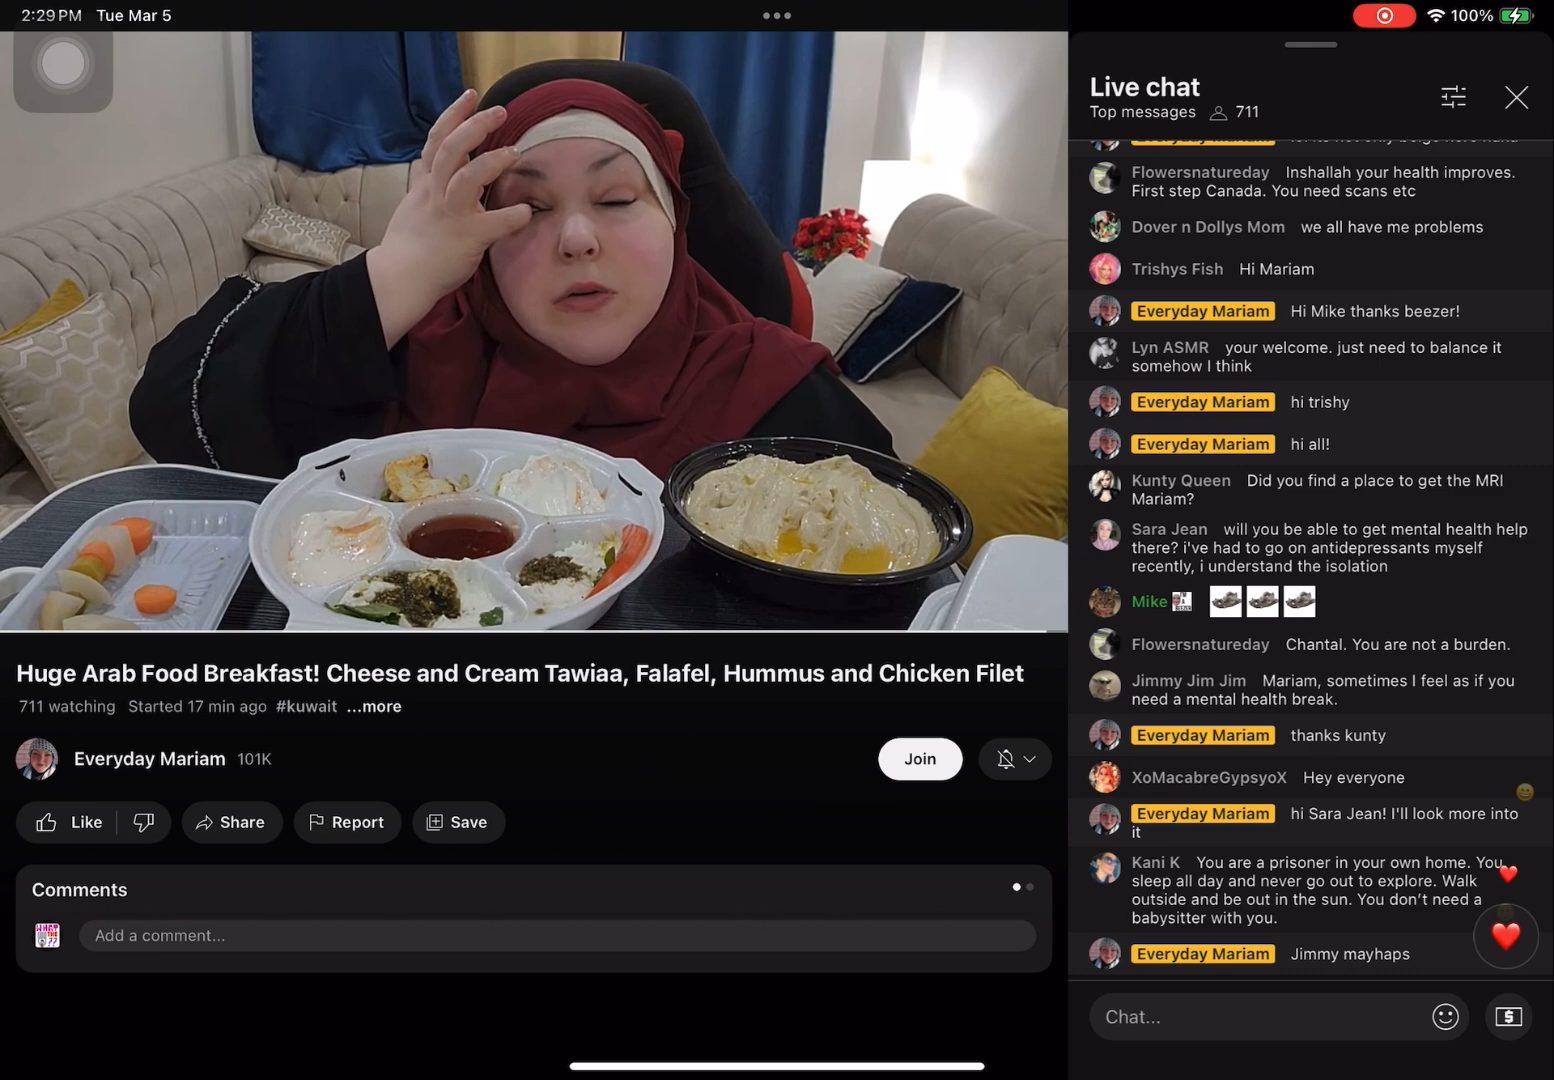 2:29 PM Tue Mar 5
100%
Live chat
Top messages 711
Everyday Mariam
Flowersnatureday Inshallah your health improves.
First step Canada. You need scans etc
Dover n Dollys Mom we all have me problems
Trishys Fish Hi Mariam
Everyday Mariam Hi Mike thanks beezer!
Lyn ASMR your welcome. just need to balance it
somehow I think
Everyday Mariam hi trishy
Everyday Mariam hi all!
Kunty Queen Did you find a place to get the MRI
Mariam?
Sara Jean will you be able to get mental health help
there? i've had to go on antidepressants myself
recently, i understand the isolation
Mike
Flowersnatureday Chantal. You are not a burden.
Jimmy Jim Jim Mariam, sometimes I feel as if you
need a mental health break.
Everyday Mariam thanks kunty
XoMacabreGypsyoX Hey everyone
Everyday Mariam hi Sara Jean! I'll look more into
it
Kani K You are a prisoner in your own home. You
sleep all day and never go out to explore. Walk
outside and be out in the sun. You don’t need a
babysitter with you.
Everyday Mariam Jimmy mayhaps
Chat...
Huge Arab Food Breakfast! Cheese and Cream Tawiaa, Falafel, Hummus and Chicken Filet
711 watching Started 17 min ago #kuwait ...more
Everyday Mariam 101K
Join
Like Share Report Save
Comments
WHAT
THE
??
Add a comment...